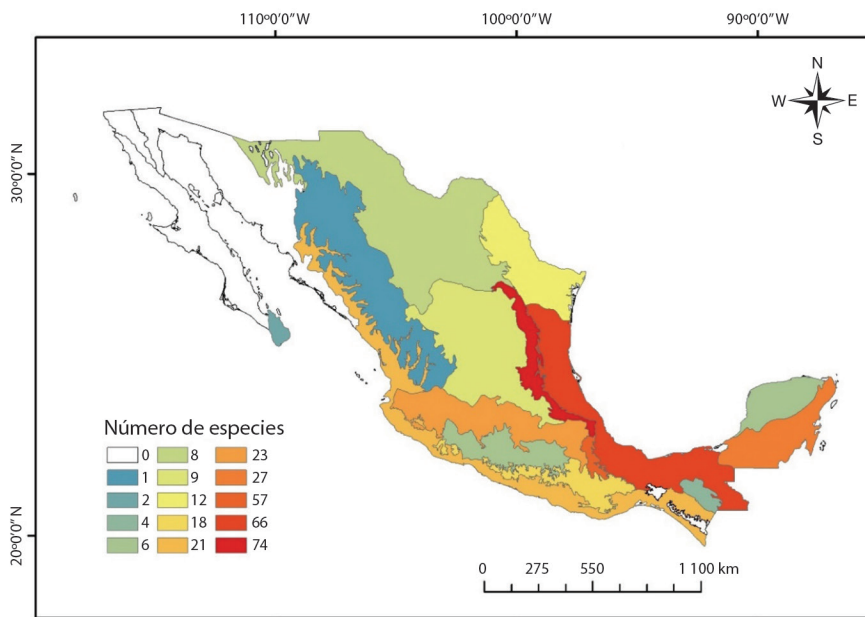 110º0'0"W 100º0'0"W 90º0'0"W
N
W E
S
30º0'0"N
20º0'0"N
Número de especies
0 8 23
1 9 27
2 12 57
4 18 66
6 21 74
0 275 550 1 100 km